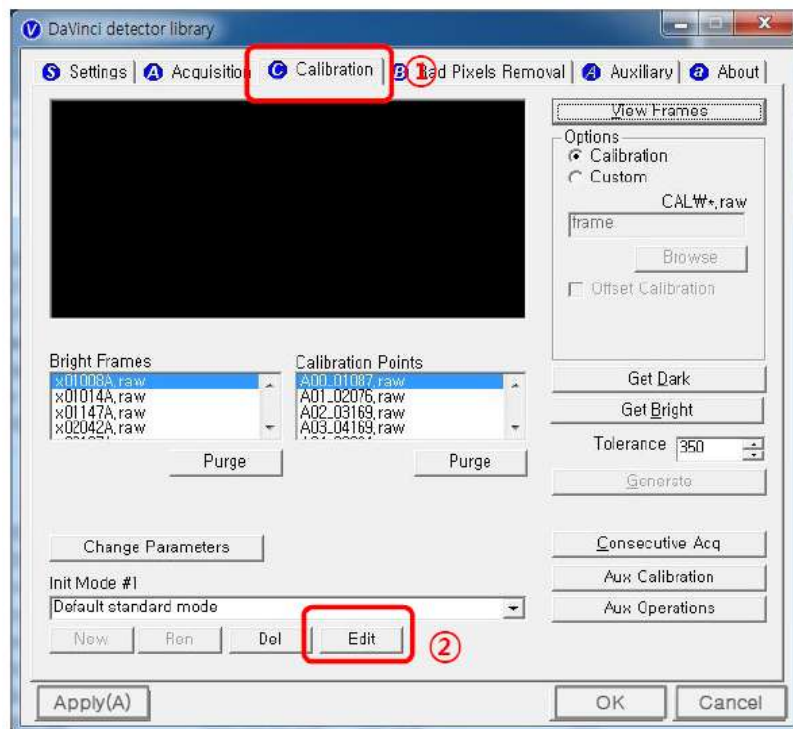 DaVinci detector library
Settings Acquisition Calibration ① Bad Pixels Removal Auxiliary About
View Frames
Options
Calibration
Custom
CAL₩*.raw
frame
Browse
Offset Calibration
Bright Frames
x01008A.raw
x01014A.raw
x01147A.raw
x02042A.raw
Purge
Calibration Points
A00_01087.raw
A01_02076.raw
A02_03169.raw
A03_04169.raw
Purge
Get Dark
Get Bright
Tolerance 350
Generate
Change Parameters
Consecutive Acq
Aux Calibration
Aux Operations
Init Mode #1
Default standard mode
New Ren Del Edit ②
Apply(A) OK Cancel